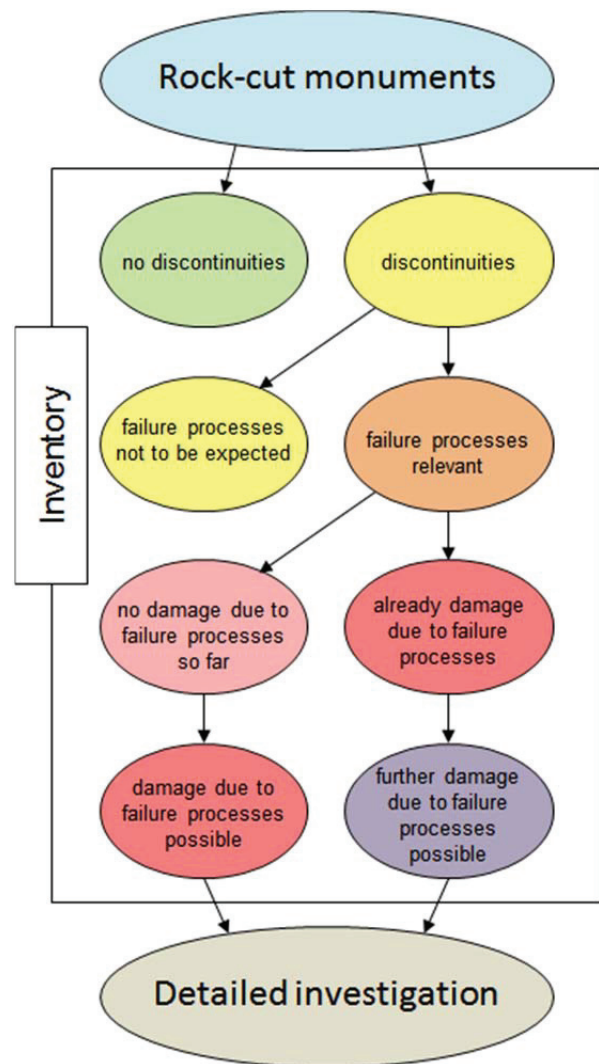 Rock-cut monuments
no discontinuities
discontinuities
Inventory
failure processes
not to be expected
failure processes
relevant
no damage due to
failure processes
so far
already damage
due to failure
processes
damage due to
failure processes
possible
further damage
due to failure
processes
possible
Detailed investigation